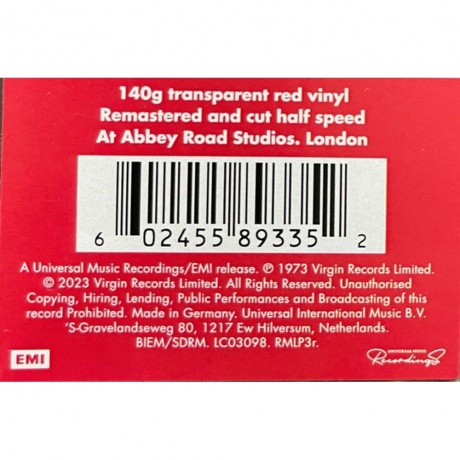 140g transparent red vinyl
Remastered and cut half speed
At Abbey Road Studios. London
6 02455 89335 2
A Universal Music Recordings/EMI release. ℗ 1973 Virgin Records Limited.
© 2023 Virgin Records Limited. All Rights Reserved. Unauthorised
Copying, Hiring, Lending, Public Performances and Broadcasting of this
record Prohibited. Made in Germany. Universal International Music B.V.
'S-Gravelandseweg 80, 1217 Ew Hilversum, Netherlands.
BIEM/SDRM. LC03098. RMLP3r.
EMI
UNIVERSAL MUSIC
Recordings